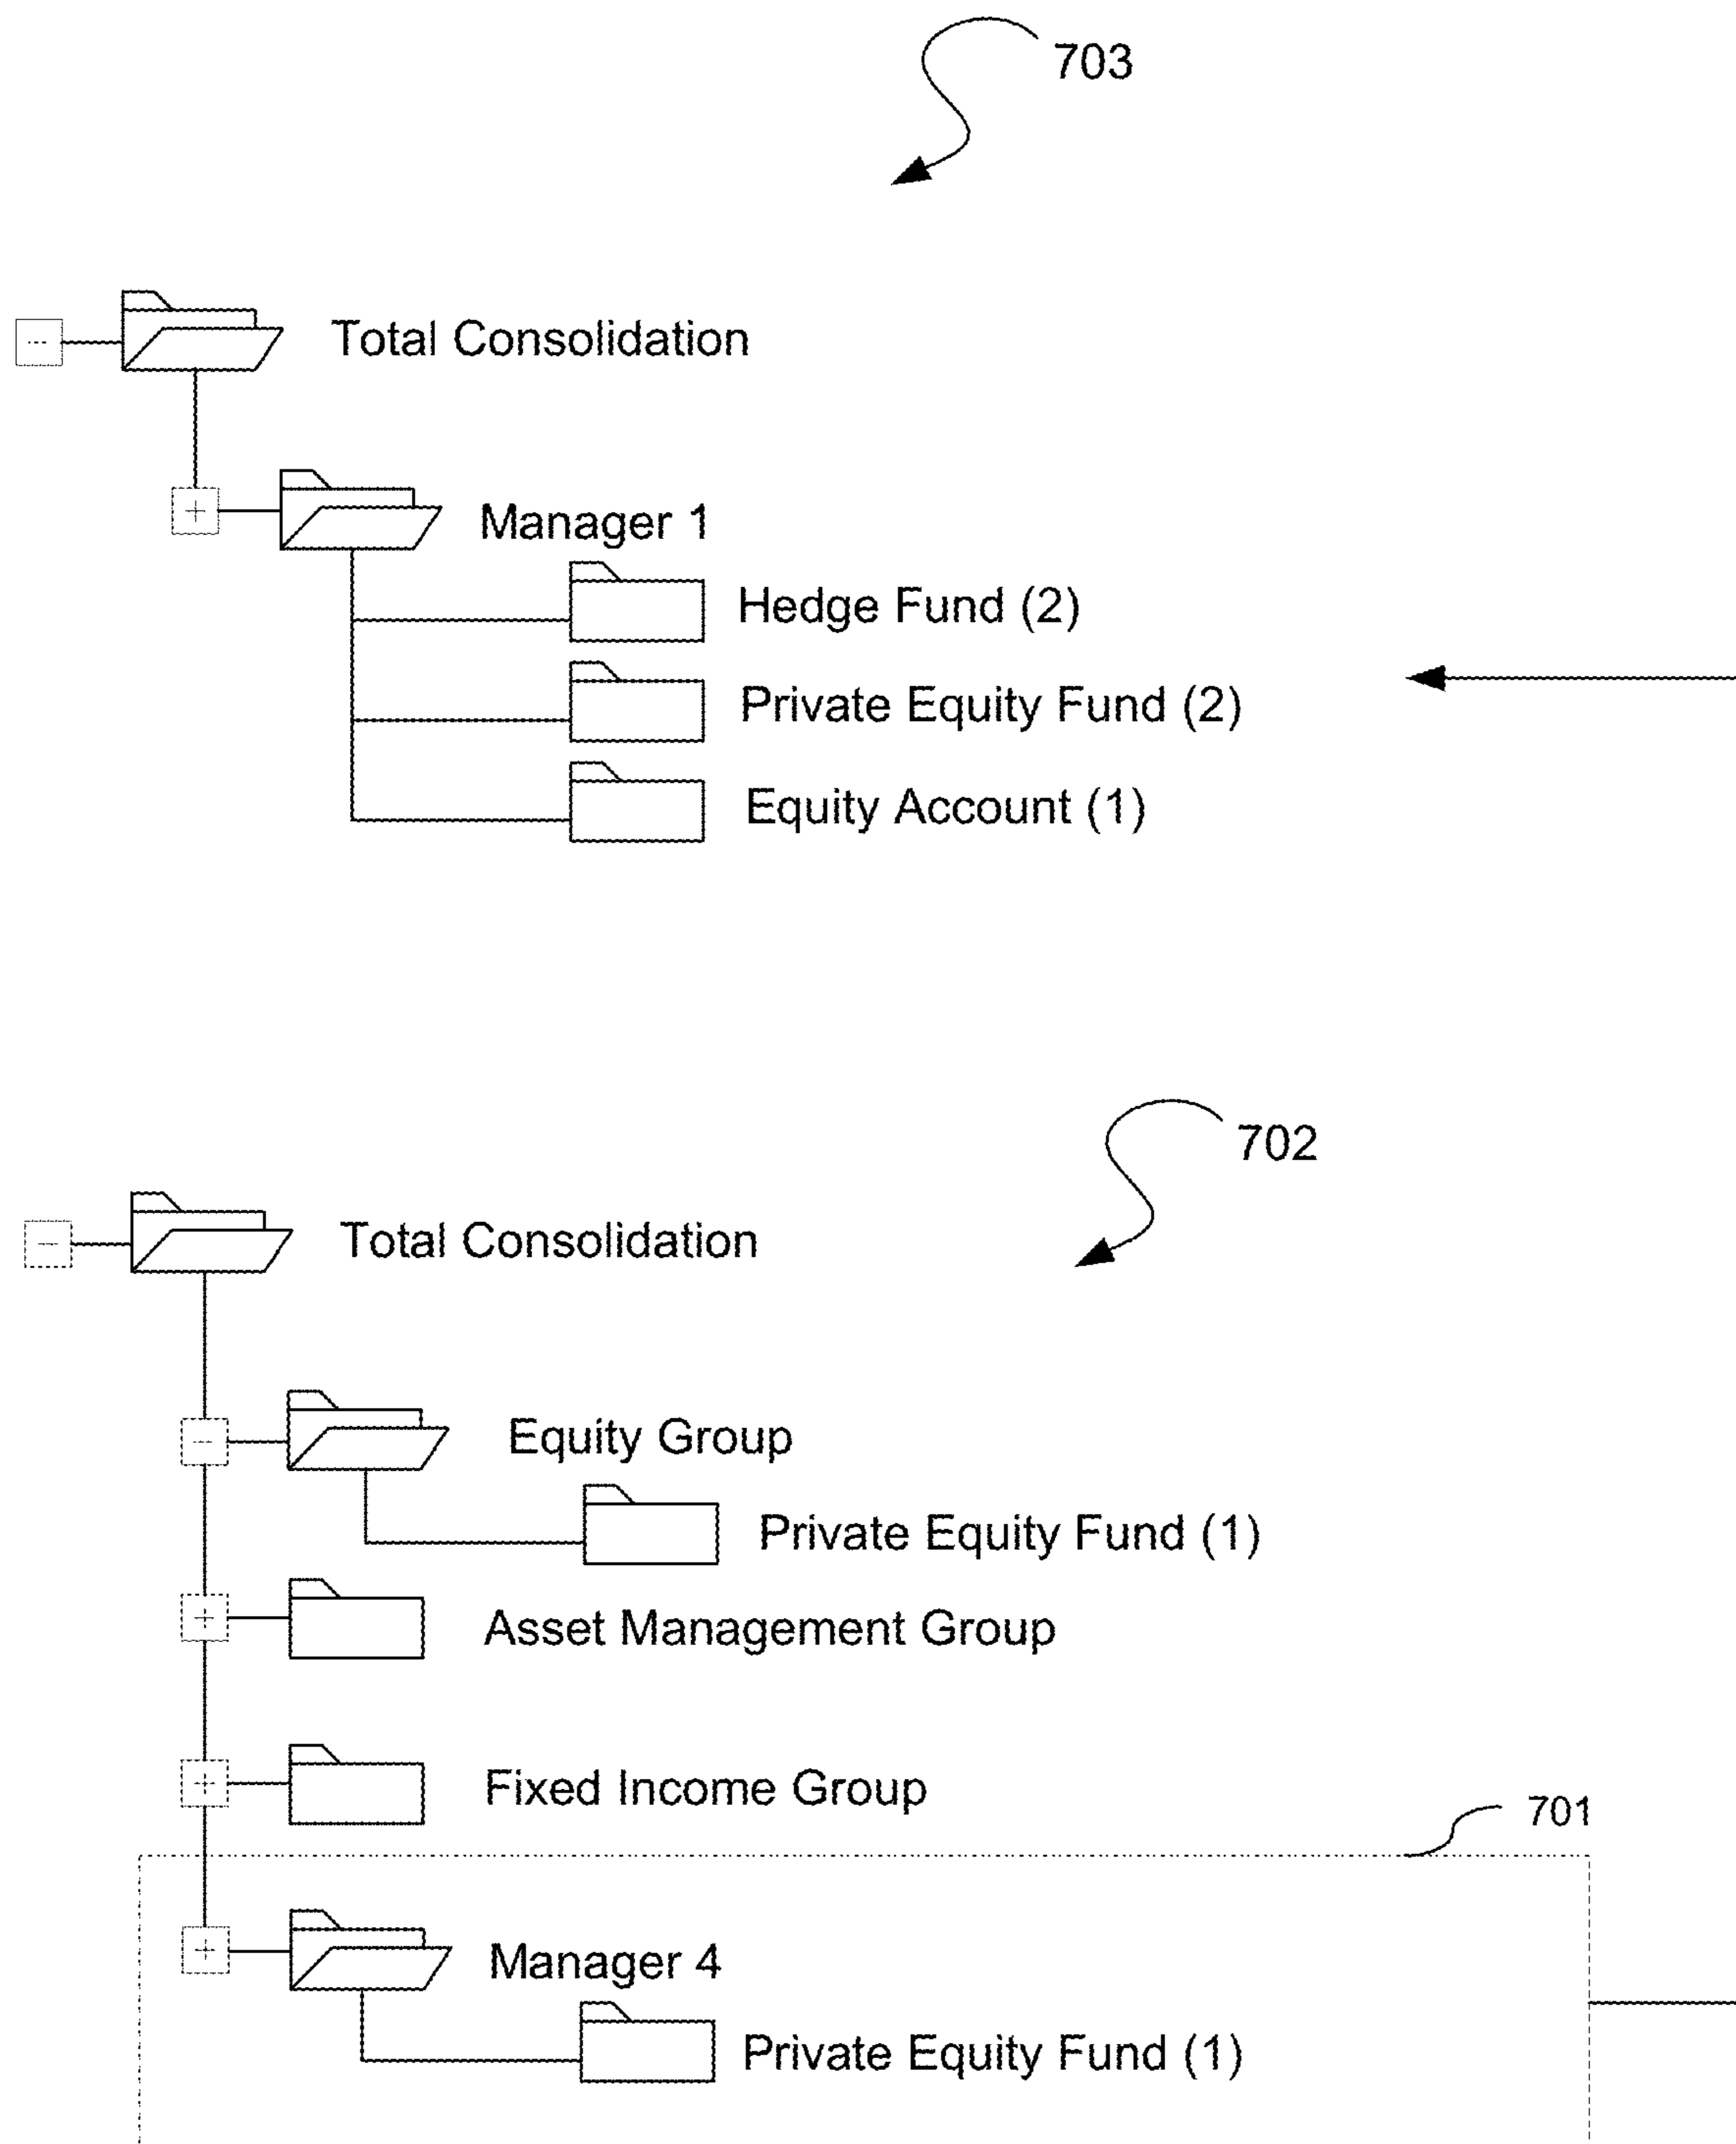 703
Total Consolidation
Manager 1
Hedge Fund (2)
Private Equity Fund (2)
Equity Account (1)
702
Total Consolidation
Equity Group
Private Equity Fund (1)
Asset Management Group
Fixed Income Group
701
Manager 4
Private Equity Fund (1)